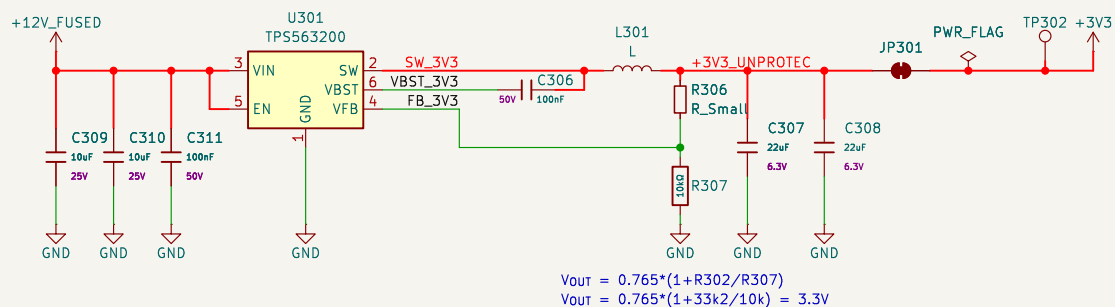 +12V_FUSED
U301
TPS563200
3
VIN
SW
2
SW_3V3
VBST
6
VBST_3V3
5
EN
VFB
4
FB_3V3
GND
1
C309
10uF
25V
GND
C310
10uF
25V
GND
C311
100nF
50V
GND
GND
C306
50V
100nF
L301
L
+3V3_UNPROTEC
R306
R_Small
R307
10kΩ
GND
C307
22uF
6.3V
GND
C308
22uF
6.3V
GND
JP301
PWR_FLAG
TP302
+3V3
VOUT = 0.765*(1+R302/R307)
VOUT = 0.765*(1+33k2/10k) = 3.3V